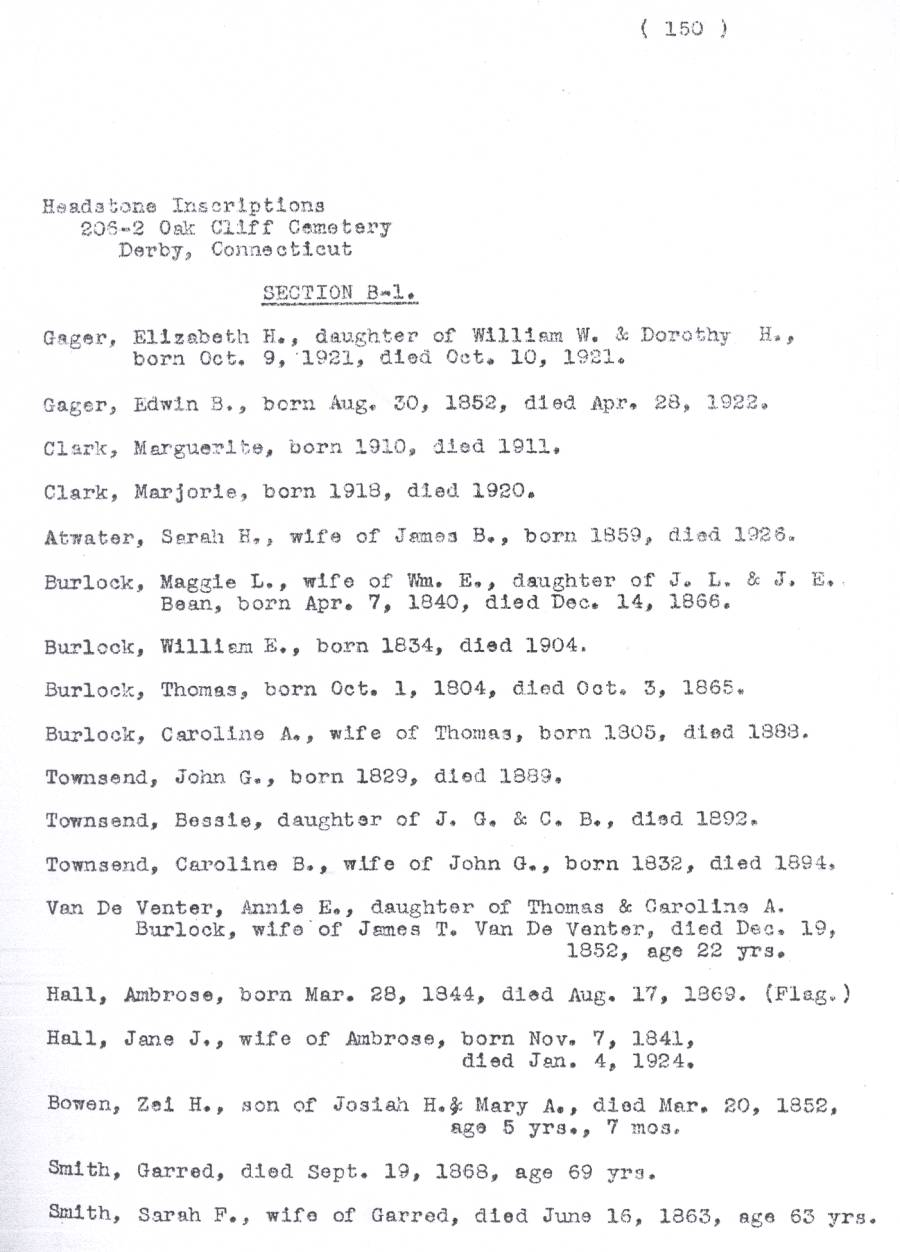 ( 150 )
Headstone Inscriptions
206-2 Oak Cliff Cemetery
Derby, Connecticut
SECTION B-1.
Gager, Elizabeth H., daughter of William W. & Dorothy H.,
born Oct. 9, 1921, died Oct. 10, 1921.
Gager, Edwin B., born Aug. 30, 1852, died Apr. 28, 1922.
Clark, Marguerite, born 1910, died 1911.
Clark, Marjorie, born 1918, died 1920.
Atwater, Sarah H., wife of James B., born 1859, died 1926.
Burlock, Maggie L., wife of Wm. E., daughter of J. L. & J. E.
Bean, born Apr. 7, 1840, died Dec. 14, 1866.
Burlock, William E., born 1834, died 1904.
Burlock, Thomas, born Oct. 1, 1804, died Oct. 3, 1865.
Burlock, Caroline A., wife of Thomas, born 1805, died 1888.
Townsend, John G., born 1829, died 1889.
Townsend, Bessie, daughter of J. G. & C. B., died 1892.
Townsend, Caroline B., wife of John G., born 1832, died 1894.
Van De Venter, Annie E., daughter of Thomas & Caroline A.
Burlock, wife of James T. Van De Venter, died Dec. 19,
1852, age 22 yrs.
Hall, Ambrose, born Mar. 28, 1844, died Aug. 17, 1869. (Flag.)
Hall, Jane J., wife of Ambrose, born Nov. 7, 1841,
died Jan. 4, 1924.
Bowen, Zei H., son of Josiah H.& Mary A., died Mar. 20, 1852,
age 5 yrs., 7 mos.
Smith, Garred, died Sept. 19, 1868, age 69 yrs.
Smith, Sarah F., wife of Garred, died June 16, 1863, age 63 yrs.